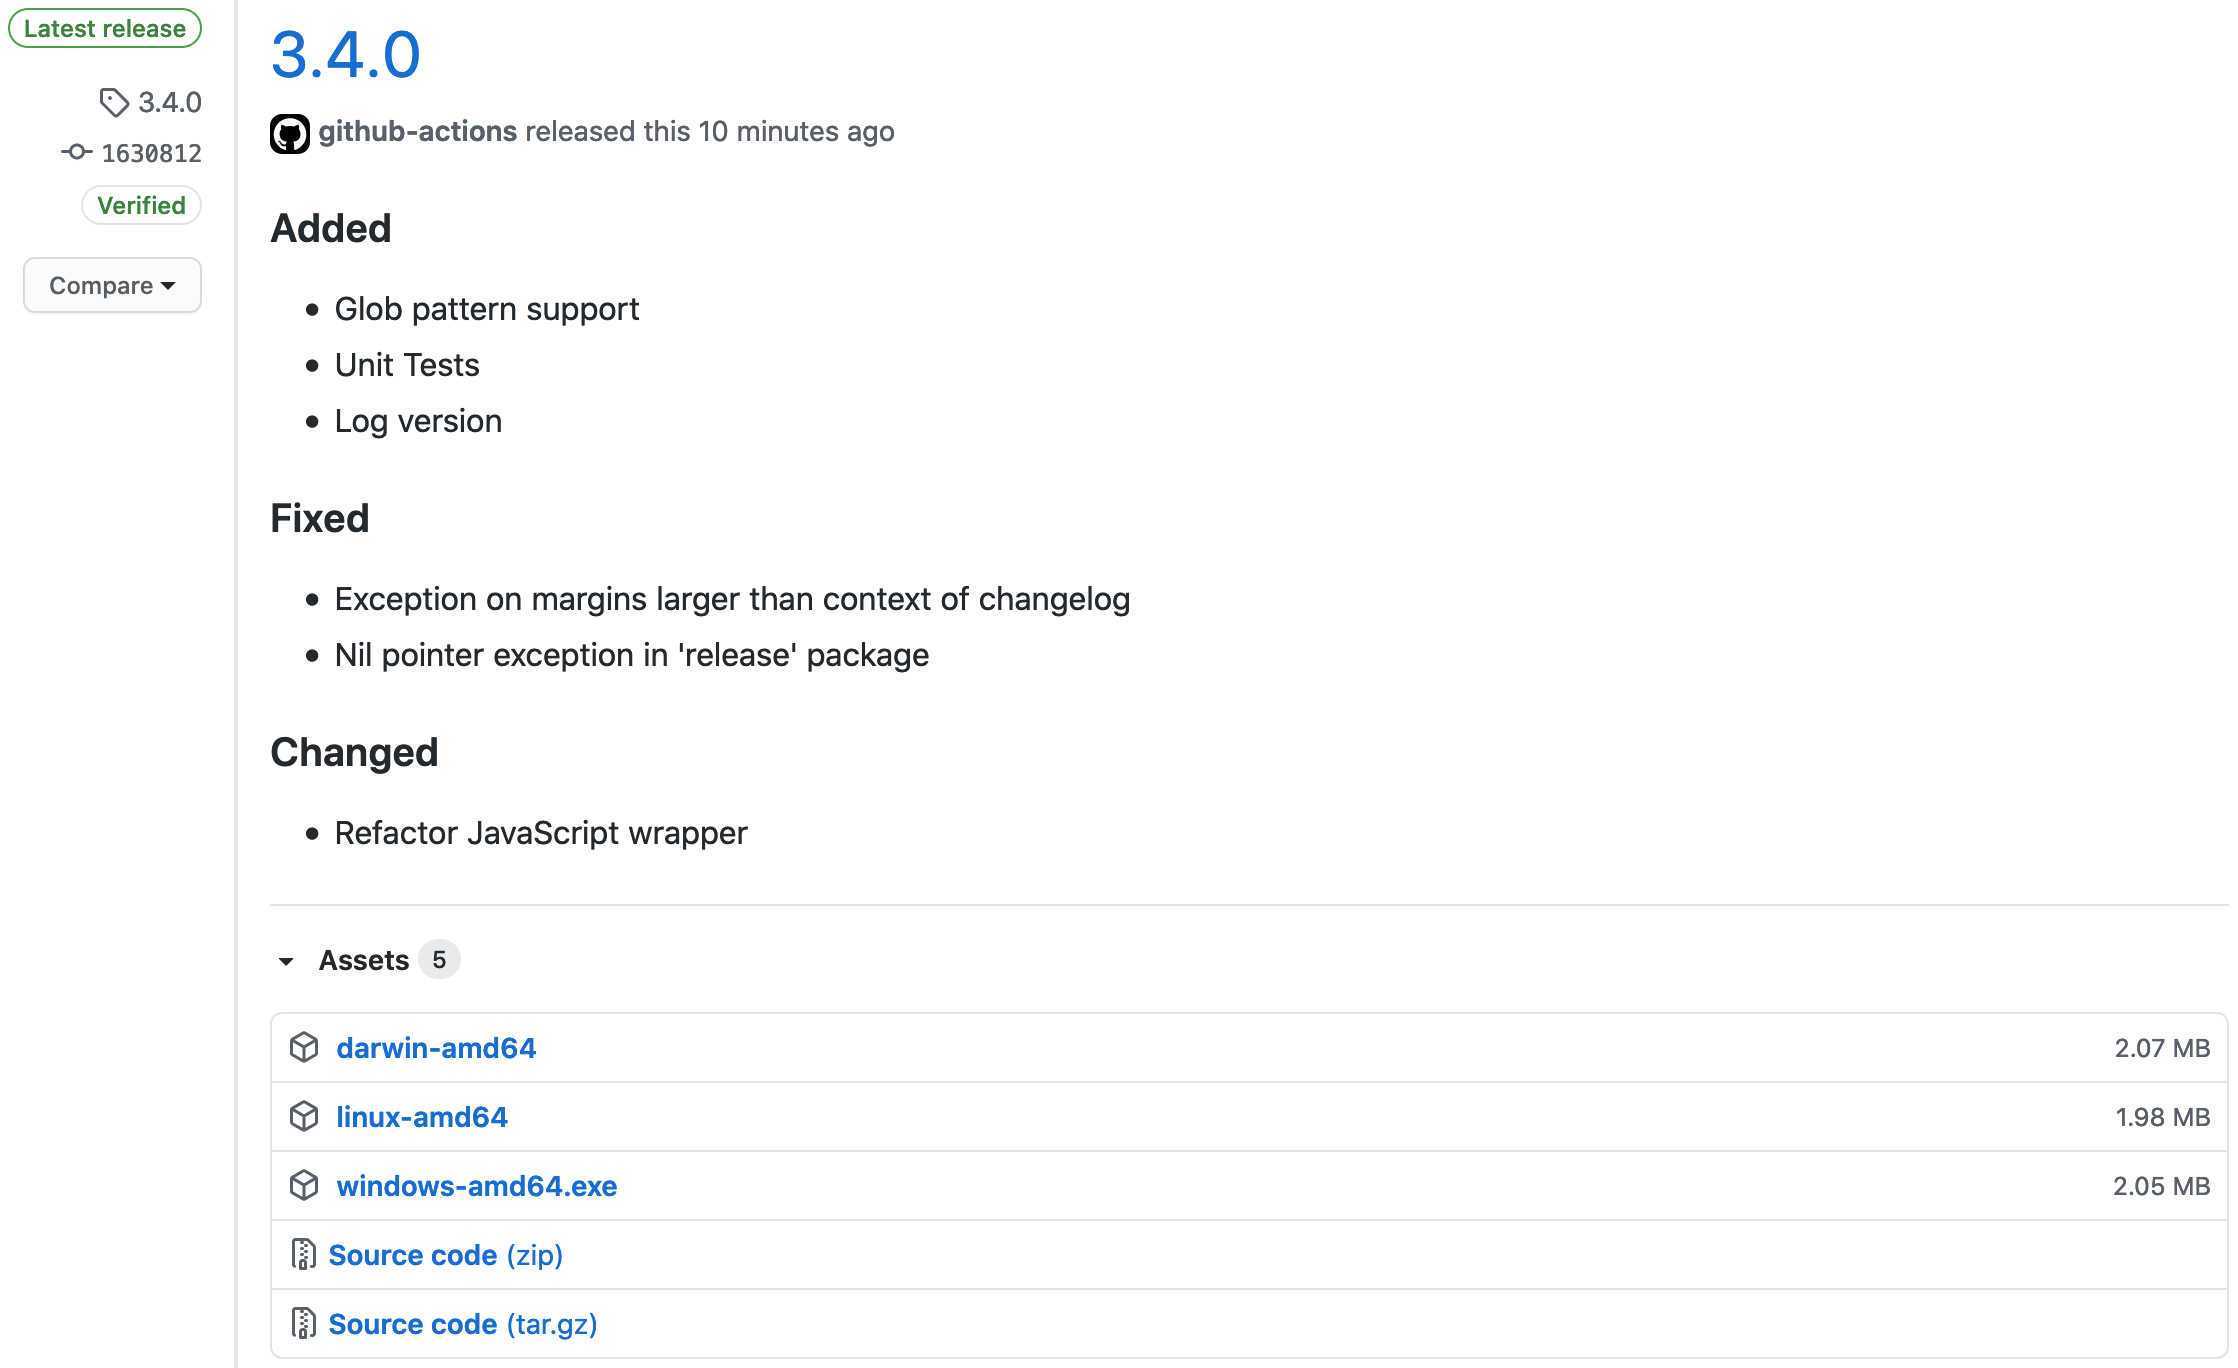 Latest release
3.4.0
1630812
Verified
Compare
3.4.0
github-actions released this 10 minutes ago
Added
Glob pattern support
Unit Tests
Log version
Fixed
Exception on margins larger than context of changelog
Nil pointer exception in 'release' package
Changed
Refactor JavaScript wrapper
Assets 5
darwin-amd64 2.07 MB
linux-amd64 1.98 MB
windows-amd64.exe 2.05 MB
Source code (zip)
Source code (tar.gz)